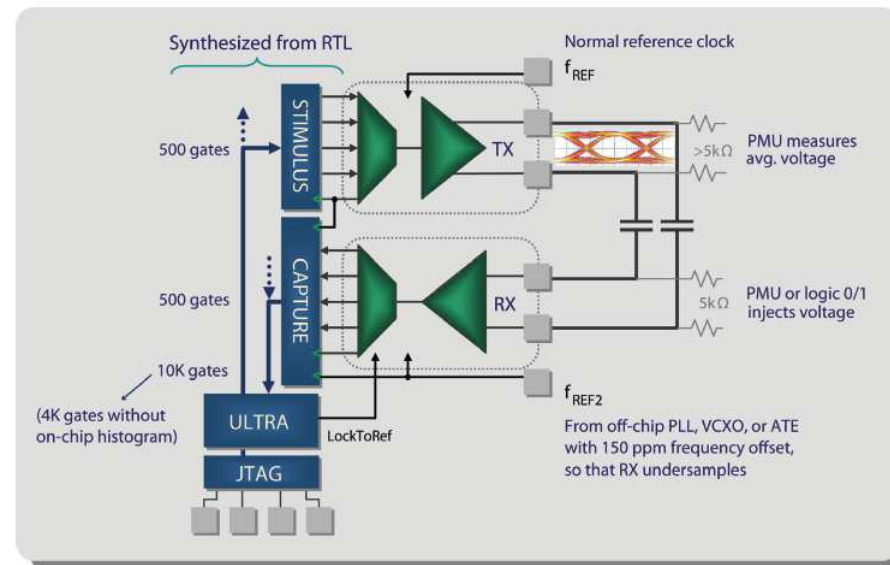 Synthesized from RTL
Normal reference clock
fREF
STIMULUS
500 gates
TX
>5kΩ
PMU measures
avg. voltage
CAPTURE
500 gates
RX
5kΩ
PMU or logic 0/1
injects voltage
10K gates
(4K gates without
on-chip histogram)
ULTRA
LockToRef
fREF2
From off-chip PLL, VCXO, or ATE
with 150 ppm frequency offset,
so that RX undersamples
JTAG